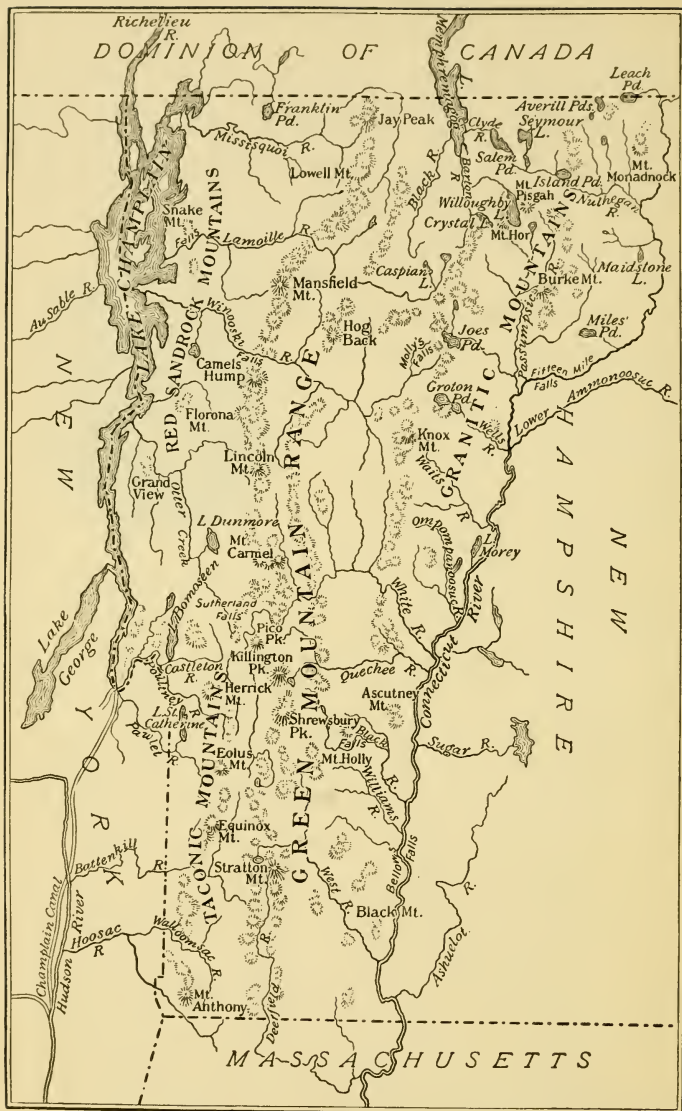 Richelieu
R.
DOMINION OF CANADA
Memphremagog L.
Leach
Pd.
Franklin
Pd.
Jay Peak
Averill Pds.
Seymour
L.
Clyde
R.
Missisquoi R.
Lowell Mt.
Black R.
Barton R.
Salem
Pd.
Island Pd.
Mt.
Monadnock
Mt.
Pisgah
Nulhegan
R.
Willoughby
L.
Crystal L.
Mt. Hor
Snake
Mt.
Falls
Lamoille R.
LAKE CHAMPLAIN
RED SANDROCK MOUNTAINS
Mansfield
Mt.
Caspian
L.
Burke Mt.
Maidstone
L.
AuSable R.
Winooski
Falls
R.
Hog
Back
Molly's
Falls
Joes
Pd.
Passumpsic R.
Miles'
Pd.
Camels
Hump
Fifteen Mile
Falls
Lower Ammonoosuc R.
Groton
Pd.
Florona
Mt.
GRANITIC MOUNTAINS
Knox
Mt.
Wells
R.
Lincoln
Mt.
Waits
R.
Grand
View
Otter Creek
L. Dunmore
Mt.
Carmel
L.
Morey
Ompompanoosuc R.
NEW HAMPSHIRE
Bomoseen
Sutherland
Falls
White R.
Lake
George
Pico
Pk.
Killington
Pk.
Quechee R.
Connecticut River
Castleton
R.
Poultney R.
Herrick
Mt.
Ascutney
Mt.
L. St.
Catherine
Shrewsbury
Pk.
Black R.
Falls
Sugar R.
Pawlet
R.
Eolus
Mt.
Mt. Holly
Williams
R.
NEW YORK
TACONIC MOUNTAINS
GREEN MOUNTAIN RANGE
Equinox
Mt.
Battenkill
R.
Stratton
Mt.
Bellows
Falls
West
R.
Champlain Canal
Hudson River
Hoosac
R.
Walloomsac R.
Black Mt.
Ashuelot R.
Mt.
Anthony
Deerfield R.
MASSACHUSETTS